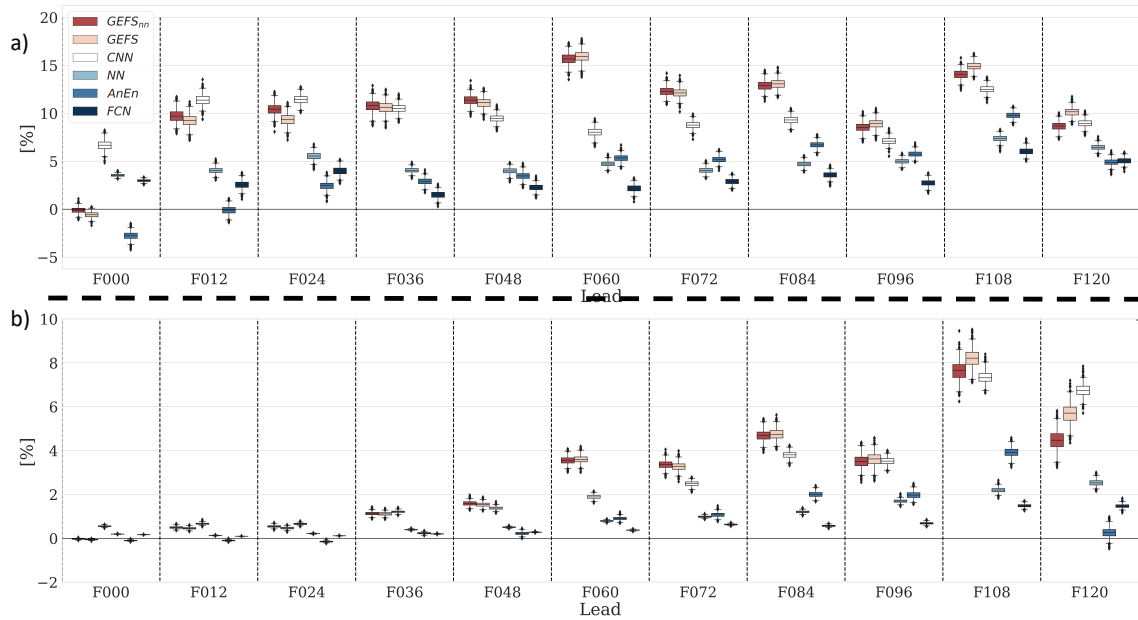 a)
[%]
20
15
10
5
0
−5
GEFSnn
GEFS
CNN
NN
AnEn
FCN
F000 F012 F024 F036 F048 F060 F072 F084 F096 F108 F120
Lead
b)
[%]
10
8
6
4
2
0
−2
F000 F012 F024 F036 F048 F060 F072 F084 F096 F108 F120
Lead